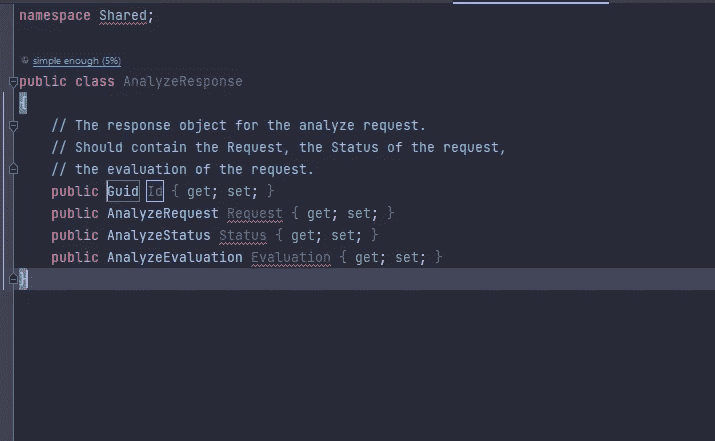 namespace Shared;
simple enough (5%)
public class AnalyzeResponse
{
// The response object for the analyze request.
// Should contain the Request, the Status of the request,
// the evaluation of the request.
public Guid Id { get; set; }
public AnalyzeRequest Request { get; set; }
public AnalyzeStatus Status { get; set; }
public AnalyzeEvaluation Evaluation { get; set; }
}